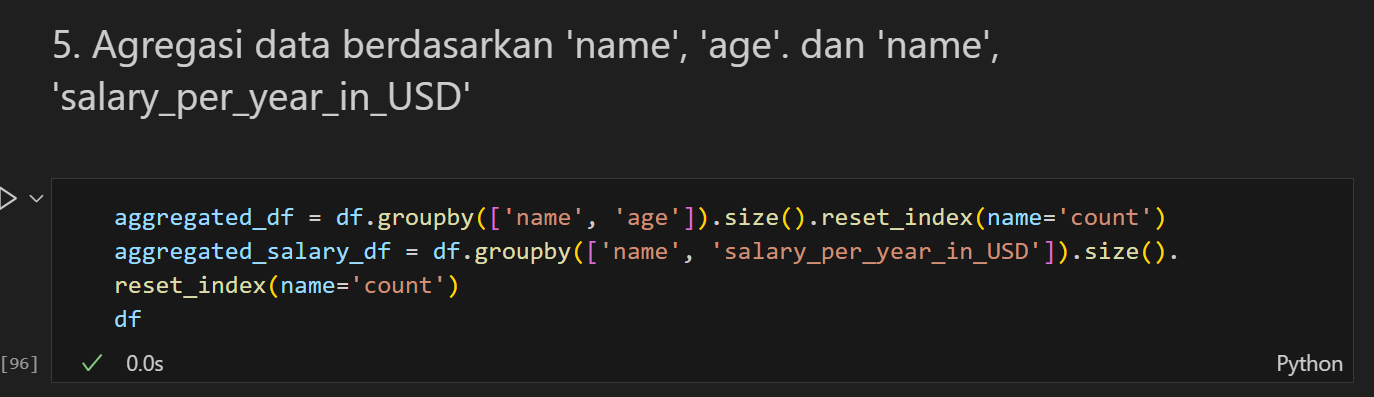 5. Agregasi data berdasarkan 'name', 'age'. dan 'name',
'salary_per_year_in_USD'
aggregated_df = df.groupby(['name', 'age']).size().reset_index(name='count')
aggregated_salary_df = df.groupby(['name', 'salary_per_year_in_USD']).size().
reset_index(name='count')
df
[96]
0.0s
Python